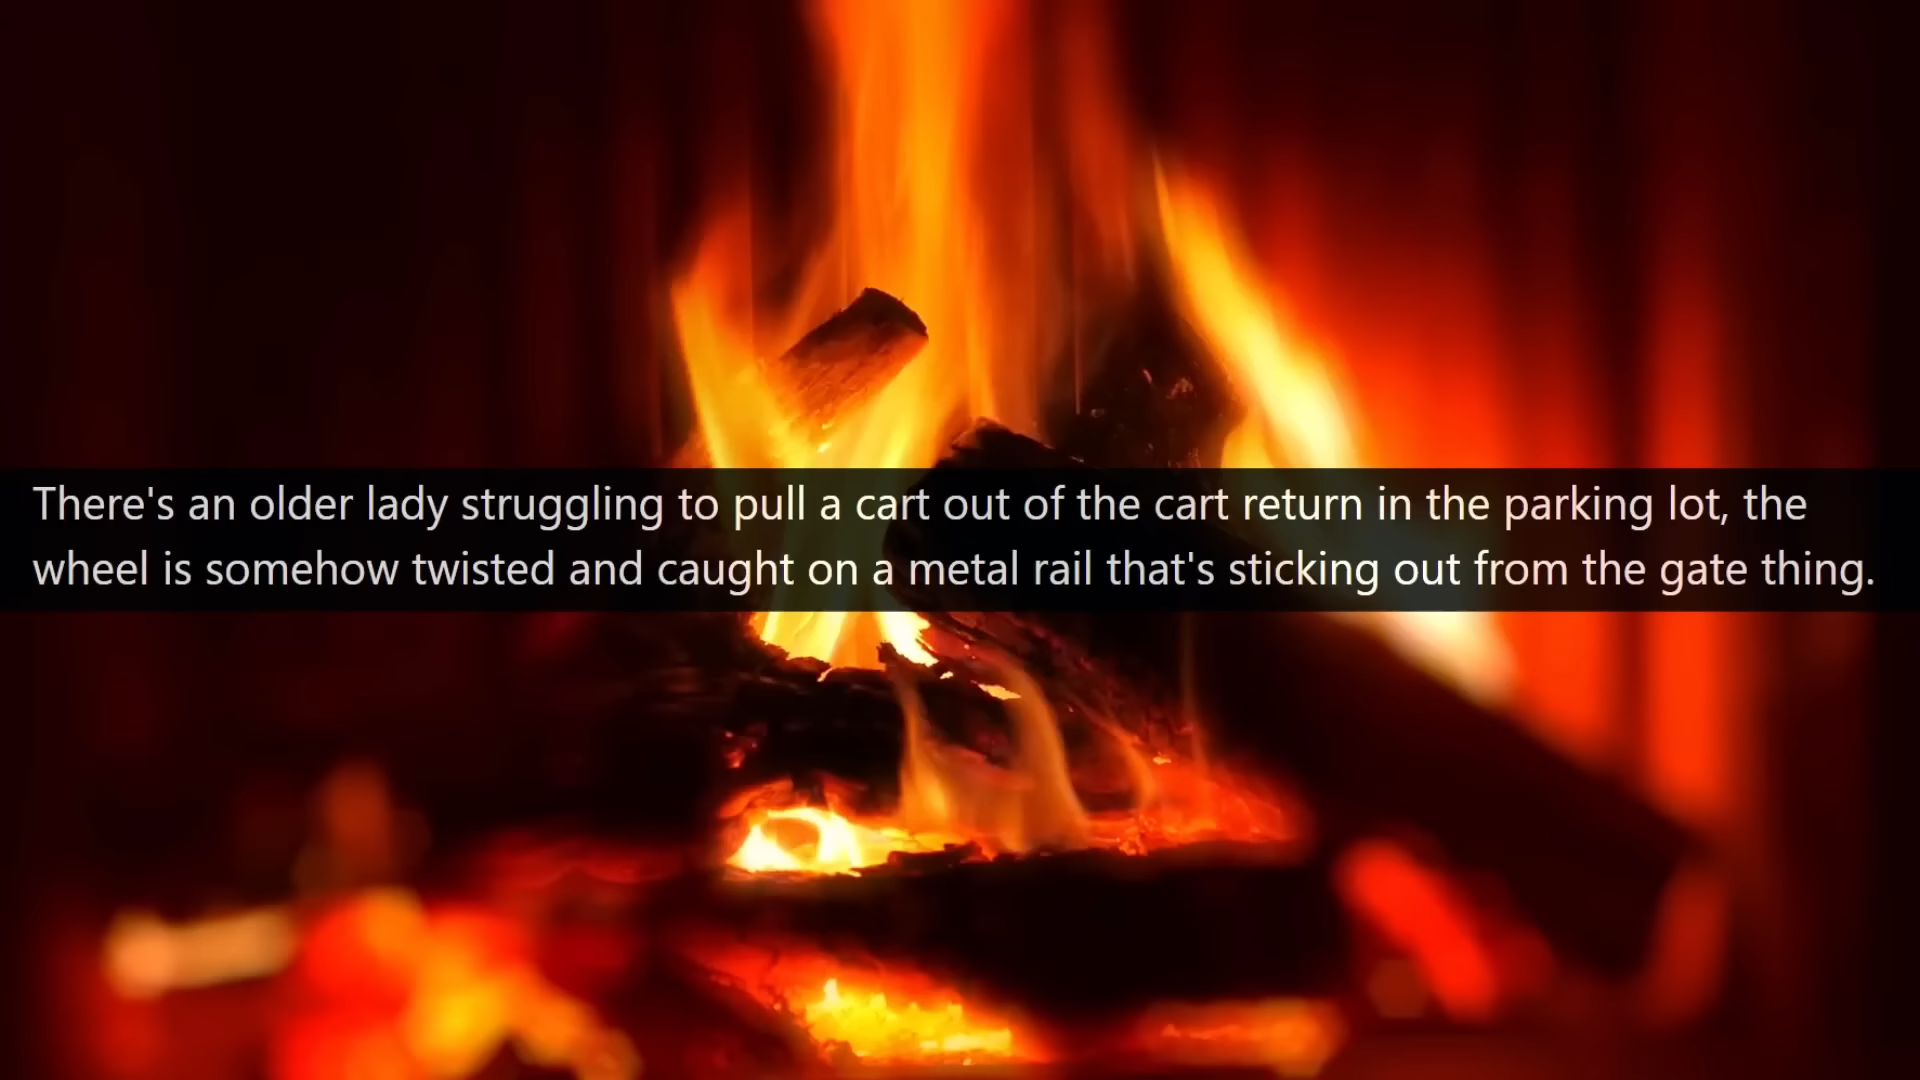 There's an older lady struggling to pull a cart out of the cart return in the parking lot, the
wheel is somehow twisted and caught on a metal rail that's sticking out from the gate thing.